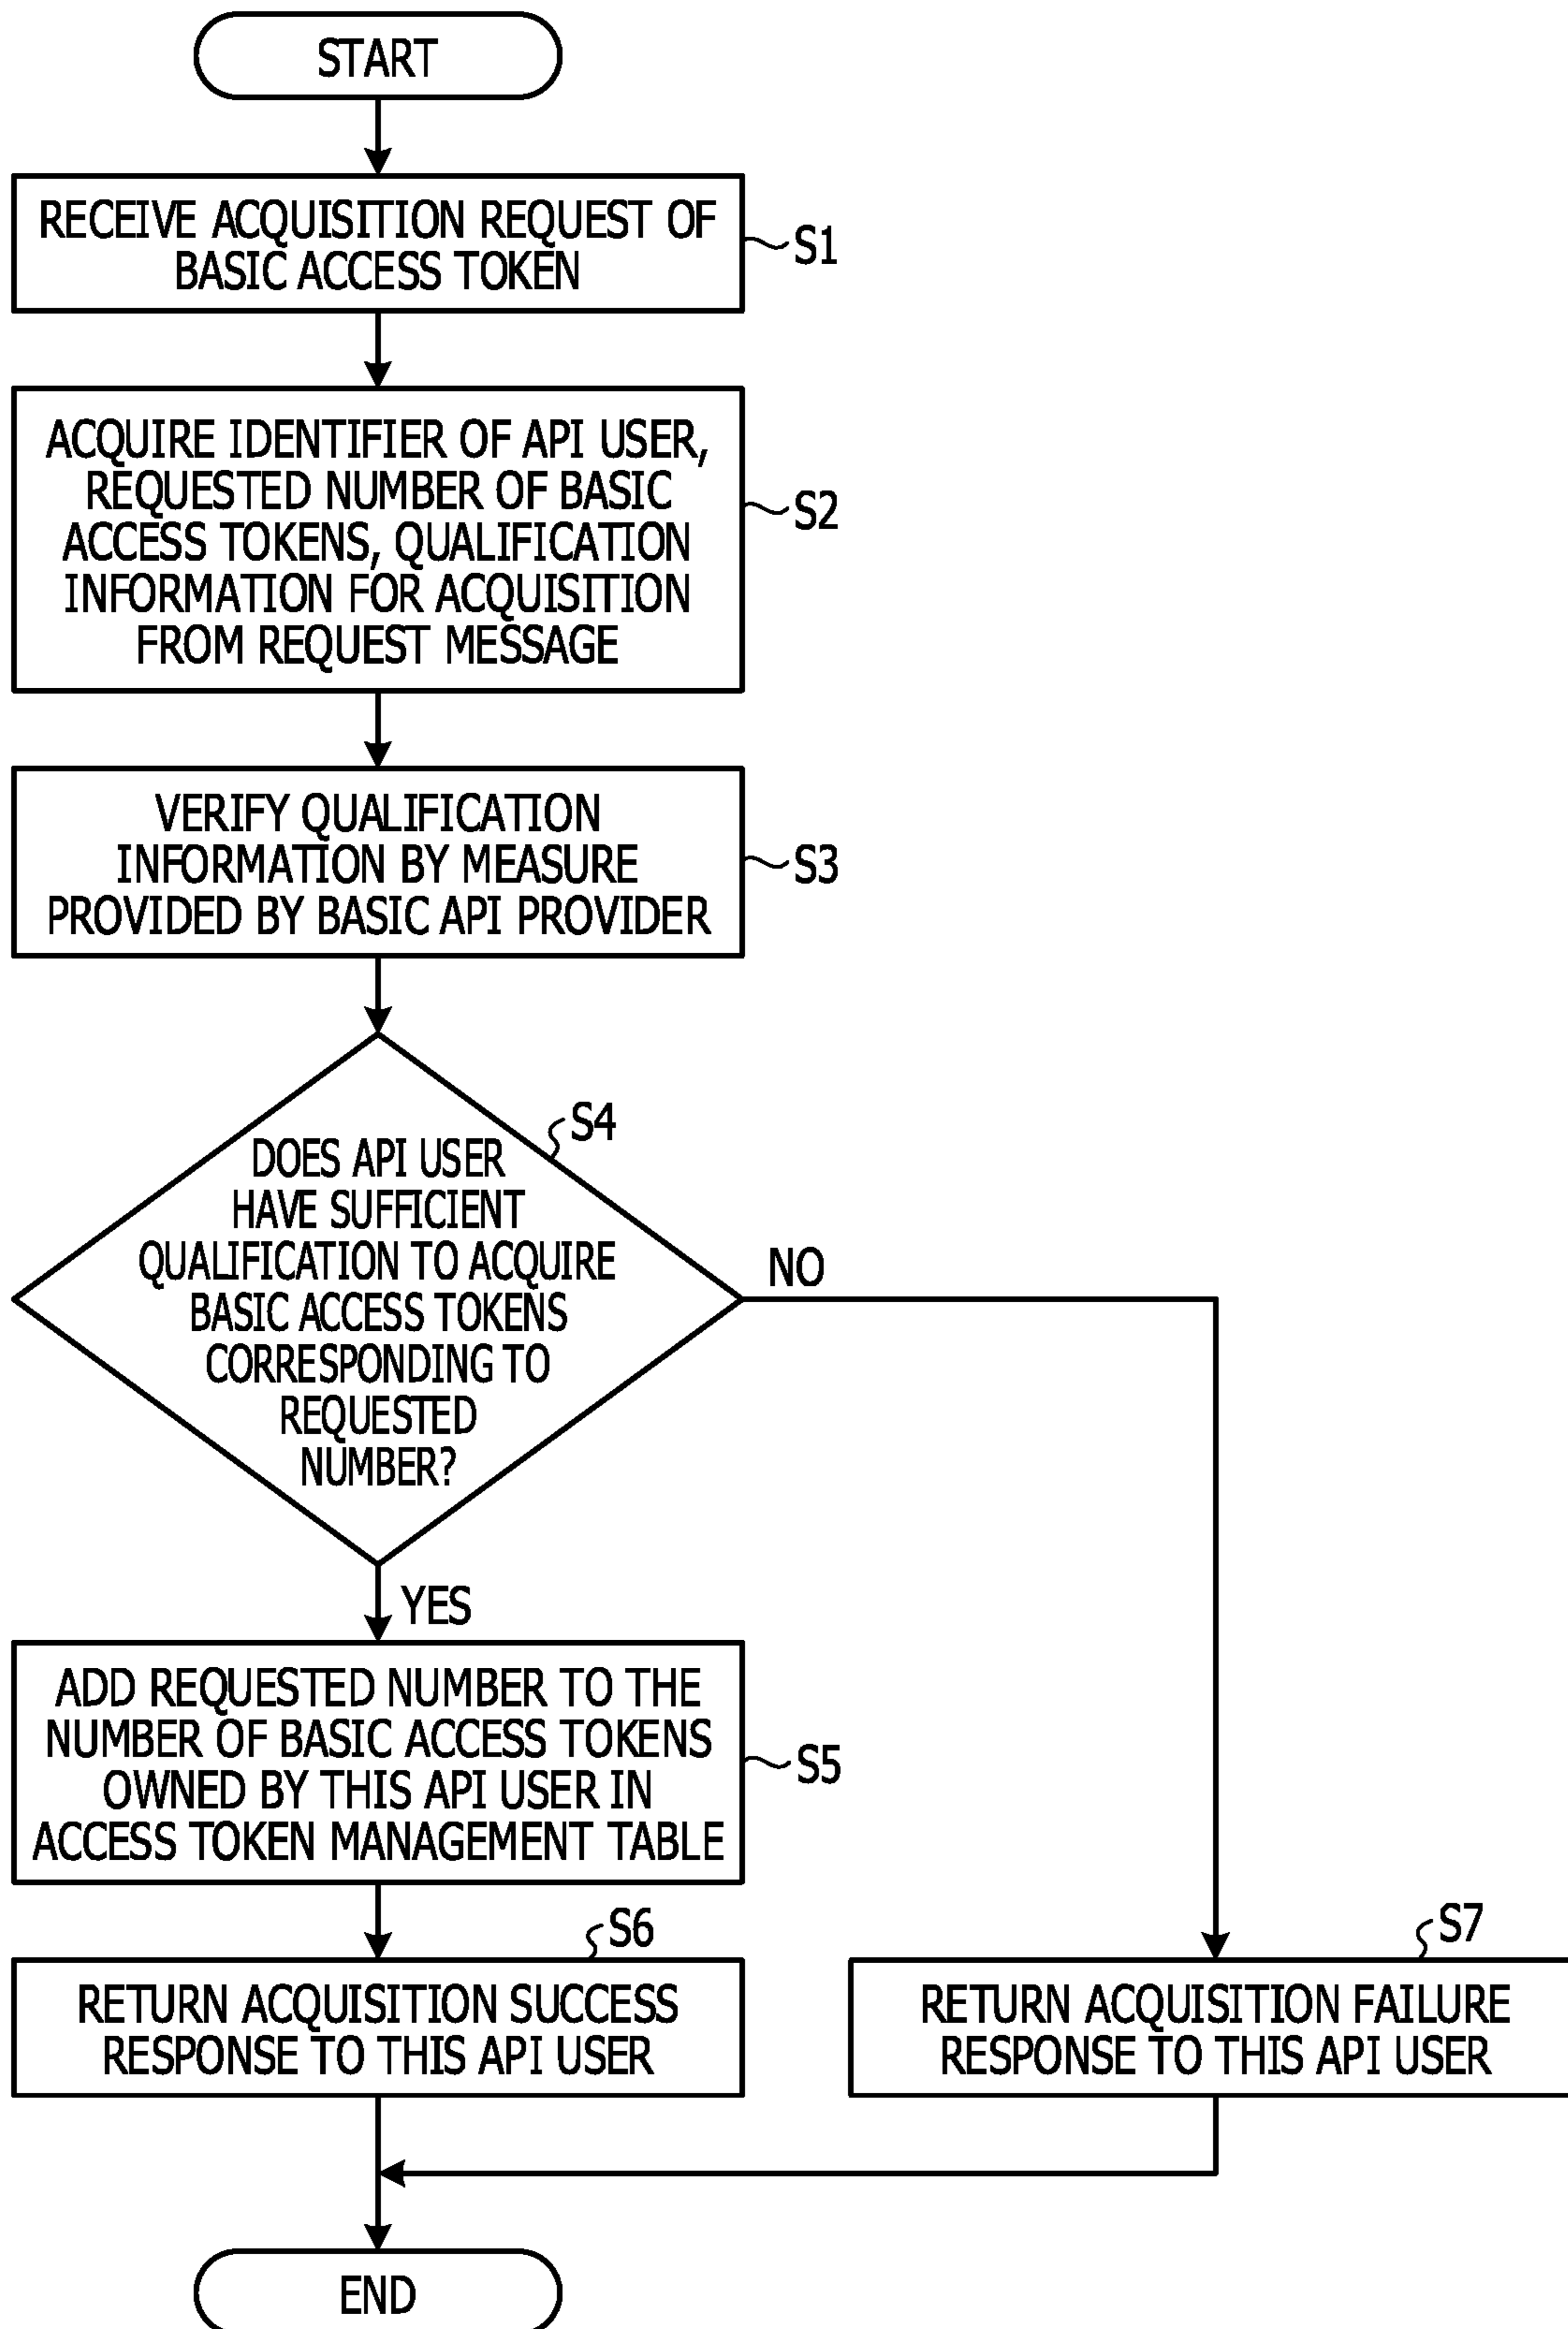 START
RECEIVE ACQUISITION REQUEST OF
BASIC ACCESS TOKEN
S1
ACQUIRE IDENTIFIER OF API USER,
REQUESTED NUMBER OF BASIC
ACCESS TOKENS, QUALIFICATION
INFORMATION FOR ACQUISITION
FROM REQUEST MESSAGE
S2
VERIFY QUALIFICATION
INFORMATION BY MEASURE
PROVIDED BY BASIC API PROVIDER
S3
S4
DOES API USER
HAVE SUFFICIENT
QUALIFICATION TO ACQUIRE
BASIC ACCESS TOKENS
CORRESPONDING TO
REQUESTED
NUMBER?
NO
YES
ADD REQUESTED NUMBER TO THE
NUMBER OF BASIC ACCESS TOKENS
OWNED BY THIS API USER IN
ACCESS TOKEN MANAGEMENT TABLE
S5
S6
RETURN ACQUISITION SUCCESS
RESPONSE TO THIS API USER
S7
RETURN ACQUISITION FAILURE
RESPONSE TO THIS API USER
END